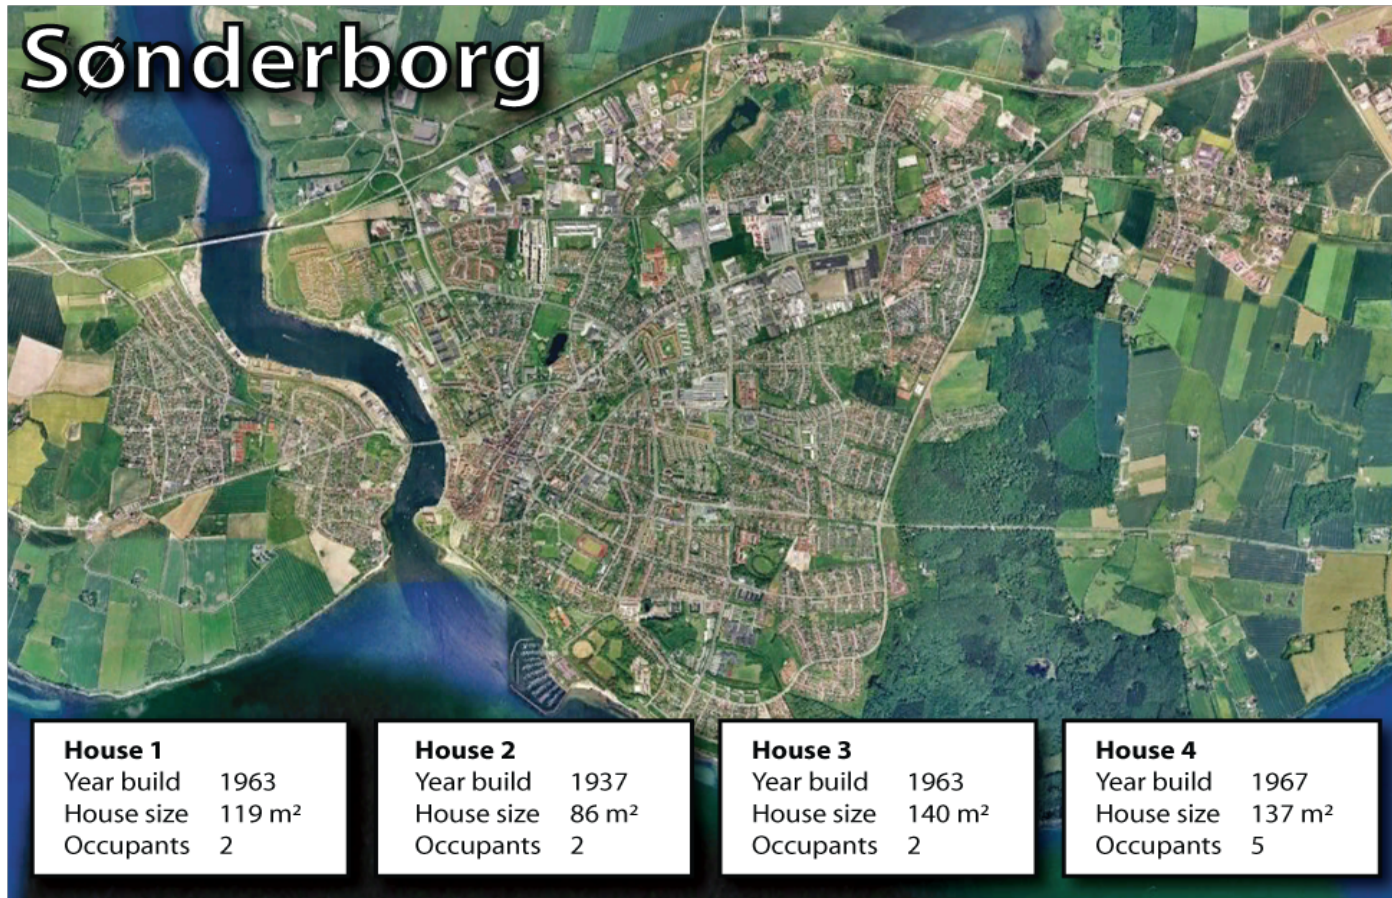 Sønderborg
House 1
Year build 1963
House size 119 m²
Occupants 2
House 2
Year build 1937
House size 86 m²
Occupants 2
House 3
Year build 1963
House size 140 m²
Occupants 2
House 4
Year build 1967
House size 137 m²
Occupants 5